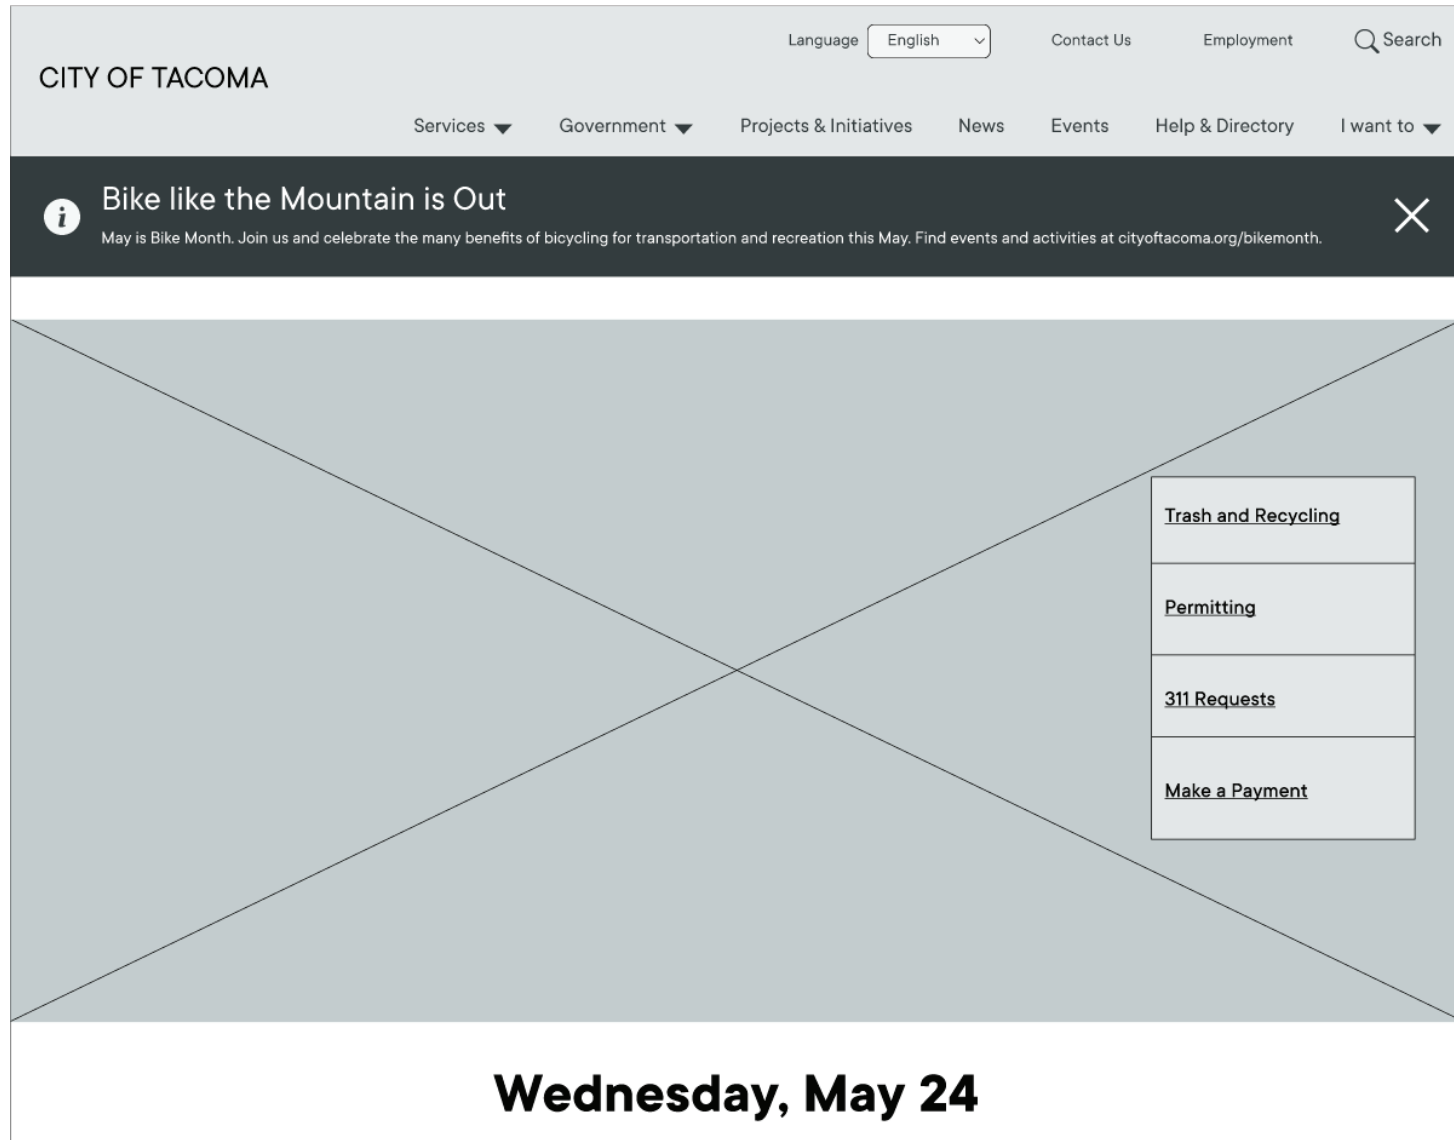 Language English Contact Us Employment Search
CITY OF TACOMA
Services Government Projects & Initiatives News Events Help & Directory I want to
Bike like the Mountain is Out
May is Bike Month. Join us and celebrate the many benefits of bicycling for transportation and recreation this May. Find events and activities at cityoftacoma.org/bikemonth.
Trash and Recycling
Permitting
311 Requests
Make a Payment
Wednesday, May 24